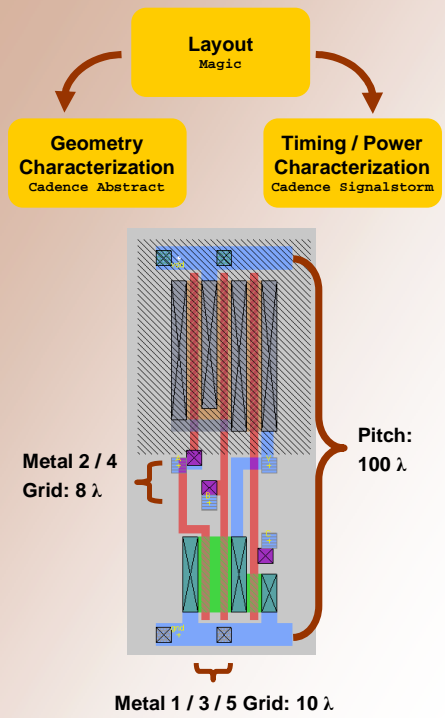 Layout
Magic
Geometry
Characterization
Cadence Abstract
Timing / Power
Characterization
Cadence Signalstorm
Pitch:
100 λ
Metal 2 / 4
Grid: 8 λ
gnd
Metal 1 / 3 / 5 Grid: 10 λ